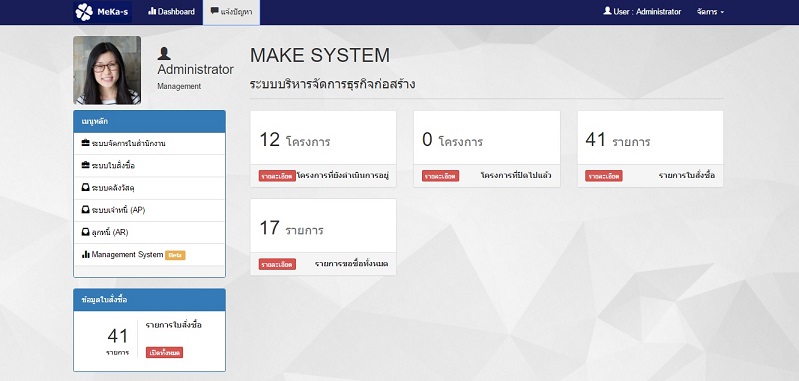 MeKa-s
Dashboard
แจ้งปัญหา
User : Administrator
จัดการ
Administrator
Management
MAKE SYSTEM
ระบบบริหารจัดการธุรกิจก่อสร้าง
เมนูหลัก
ระบบจัดการใบสำนักงาน
ระบบใบสั่งซื้อ
ระบบคลังวัสดุ
ระบบเจ้าหนี้ (AP)
ลูกหนี้ (AR)
Management System Beta
12 โครงการ
รายละเอียด โครงการที่ยังดำเนินการอยู่
0 โครงการ
รายละเอียด โครงการที่ปิดไปแล้ว
41 รายการ
รายละเอียด รายการใบสั่งซื้อ
17 รายการ
รายละเอียด รายการขอซื้อทั้งหมด
ข้อมูลใบสั่งซื้อ
41
รายการ
รายการใบสั่งซื้อ
เปิดทั้งหมด